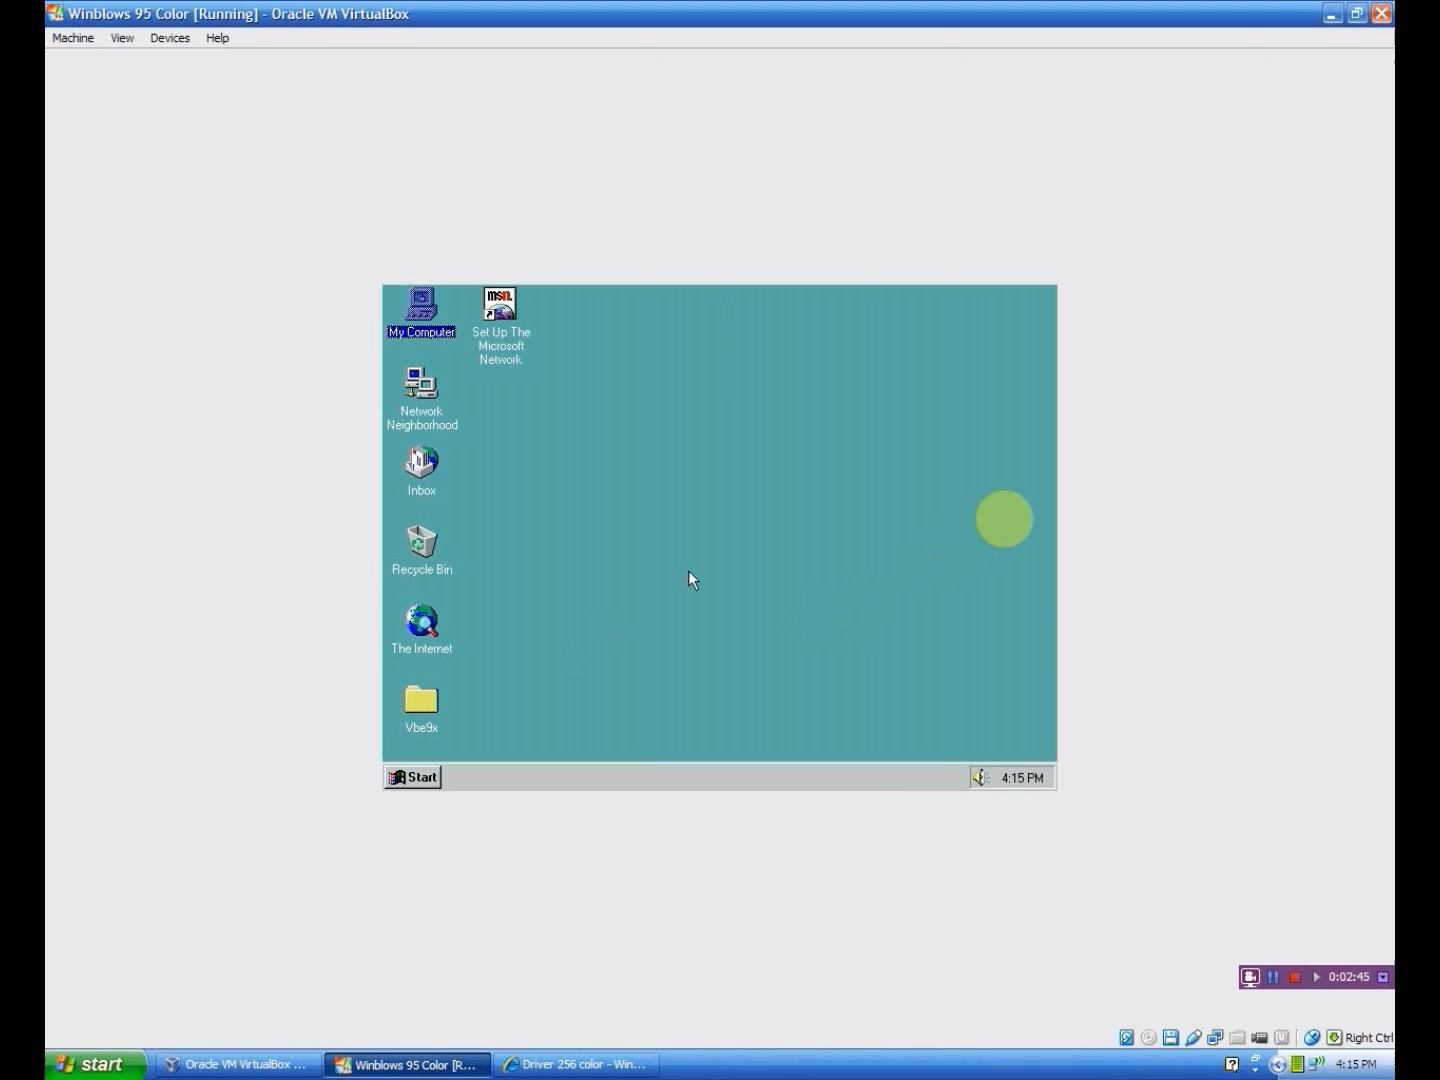 Winblows 95 Color [Running] - Oracle VM VirtualBox
Machine View Devices Help
My Computer
msn.
Set Up The
Microsoft
Network
Network
Neighborhood
Inbox
Recycle Bin
The Internet
Vbe9x
Start
4:15 PM
0:02:45
Right Ctrl
start
Oracle VM VirtualBox ...
Winblows 95 Color [R...
Driver 256 color - Win...
4:15 PM